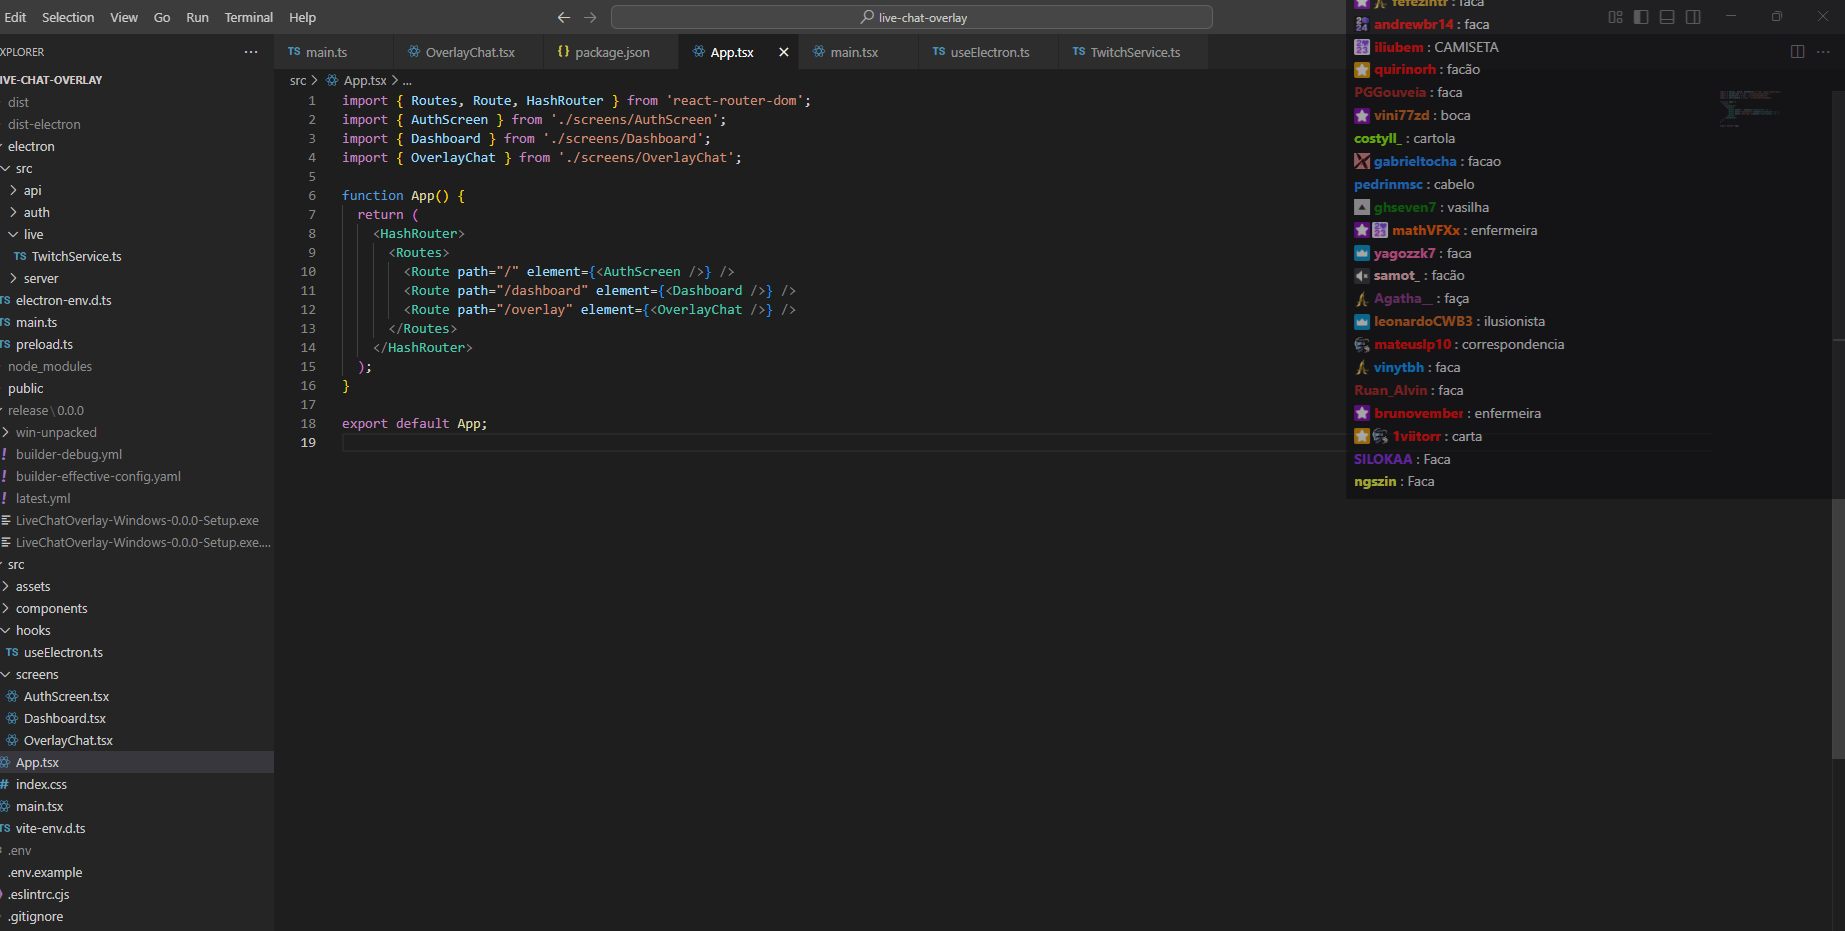 Edit Selection View Go Run Terminal Help
live-chat-overlay
XPLORER
IVE-CHAT-OVERLAY
dist
dist-electron
electron
src
api
auth
live
TS TwitchService.ts
server
TS electron-env.d.ts
TS main.ts
TS preload.ts
node_modules
public
release\0.0.0
win-unpacked
! builder-debug.yml
! builder-effective-config.yaml
! latest.yml
LiveChatOverlay-Windows-0.0.0-Setup.exe
LiveChatOverlay-Windows-0.0.0-Setup.exe....
src
assets
components
hooks
TS useElectron.ts
screens
AuthScreen.tsx
Dashboard.tsx
OverlayChat.tsx
App.tsx
# index.css
main.tsx
TS vite-env.d.ts
.env
.env.example
.eslintrc.cjs
.gitignore
TS main.ts
OverlayChat.tsx
{} package.json
App.tsx
main.tsx
TS useElectron.ts
TS TwitchService.ts
src > App.tsx > ...
1 import { Routes, Route, HashRouter } from 'react-router-dom';
2 import { AuthScreen } from './screens/AuthScreen';
3 import { Dashboard } from './screens/Dashboard';
4 import { OverlayChat } from './screens/OverlayChat';
5
6 function App() {
7 return (
8 <HashRouter>
9 <Routes>
10 <Route path="/" element={<AuthScreen />} />
11 <Route path="/dashboard" element={<Dashboard />} />
12 <Route path="/overlay" element={<OverlayChat />} />
13 </Routes>
14 </HashRouter>
15 );
16 }
17
18 export default App;
19
fefezintr : faca
andrewbr14 : faca
iliubem : CAMISETA
quirinorh : facão
PGGouveia : faca
vini77zd : boca
costyll_ : cartola
gabrieltocha : facao
pedrinmsc : cabelo
ghseven7 : vasilha
mathVFXx : enfermeira
yagozzk7 : faca
samot_ : facão
Agatha__ : faça
leonardoCWB3 : ilusionista
mateuslp10 : correspondencia
vinytbh : faca
Ruan_Alvin : faca
brunovember : enfermeira
1viitorr : carta
SILOKAA : Faca
ngszin : Faca